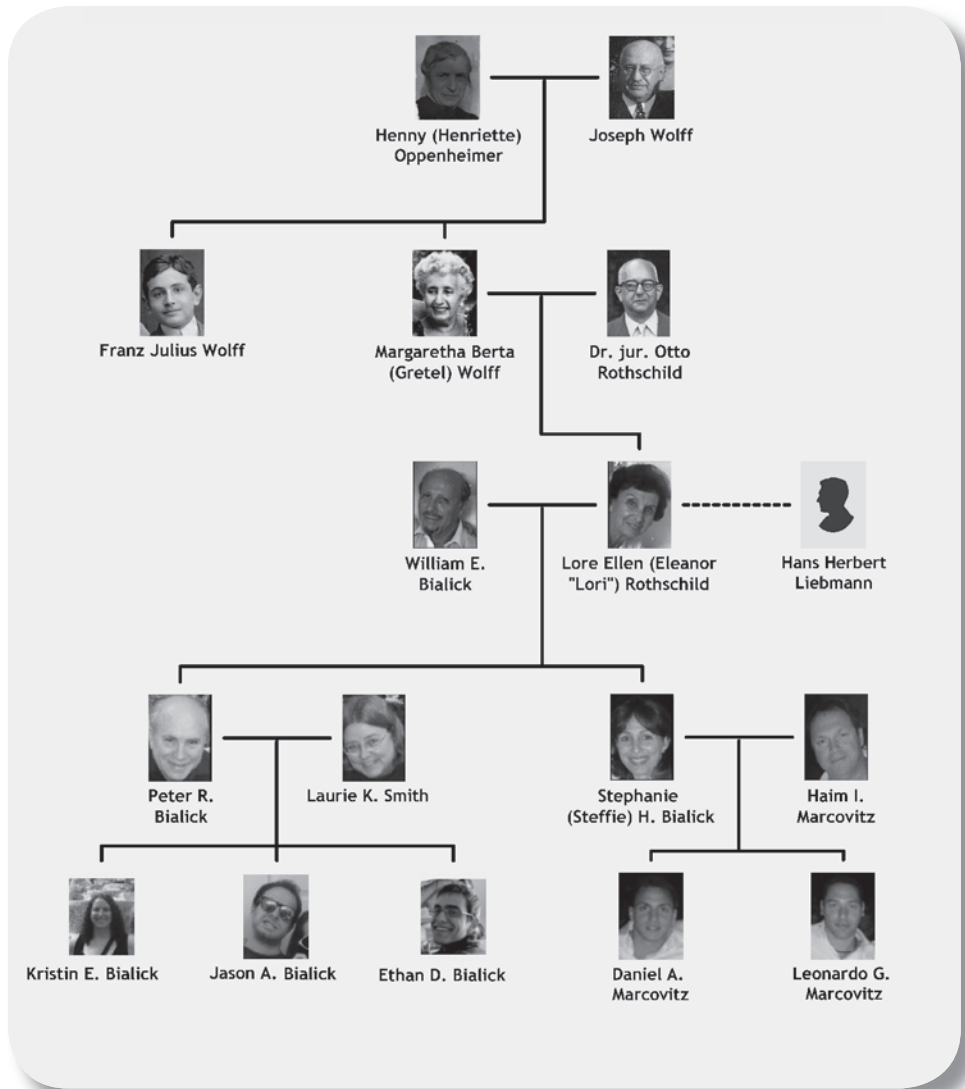 Henny (Henriette)
Oppenheimer
Joseph Wolff
Franz Julius Wolff
Margaretha Berta
(Gretel) Wolff
Dr. jur. Otto
Rothschild
William E.
Bialick
Lore Ellen (Eleanor
"Lori") Rothschild
Hans Herbert
Liebmann
Peter R.
Bialick
Laurie K. Smith
Stephanie
(Steffie) H. Bialick
Haim I.
Marcovitz
Kristin E. Bialick
Jason A. Bialick
Ethan D. Bialick
Daniel A.
Marcovitz
Leonardo G.
Marcovitz